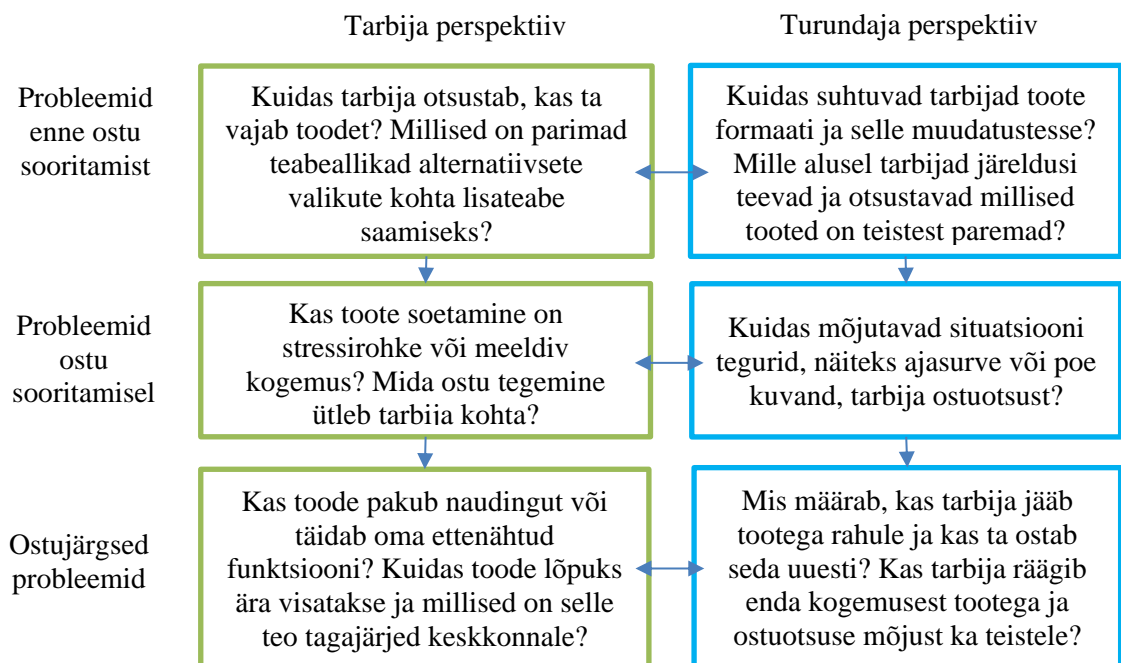 Tarbija perspektiiv
Turundaja perspektiiv
Probleemid
enne ostu
sooritamist
Kuidas tarbija otsustab, kas ta
vajab toodet? Millised on parimad
teabeallikad alternatiivsete
valikute kohta lisateabe
saamiseks?
Kuidas suhtuvad tarbijad toote
formaati ja selle muudatustesse?
Mille alusel tarbijad järeldusi
teevad ja otsustavad millised
tooted on teistest paremad?
Probleemid
ostu
sooritamisel
Kas toote soetamine on
stressirohke või meeldiv
kogemus? Mida ostu tegemine
ütleb tarbija kohta?
Kuidas mõjutavad situatsiooni
tegurid, näiteks ajasurve või poe
kuvand, tarbija ostuotsust?
Ostujärgsed
probleemid
Kas toode pakub naudingut või
täidab oma ettenähtud
funktsiooni? Kuidas toode lõpuks
ära visatakse ja millised on selle
teo tagajärjed keskkonnale?
Mis määrab, kas tarbija jääb
tootega rahule ja kas ta ostab
seda uuesti? Kas tarbija räägib
enda kogemusest tootega ja
ostuotsuse mõjust ka teistele?